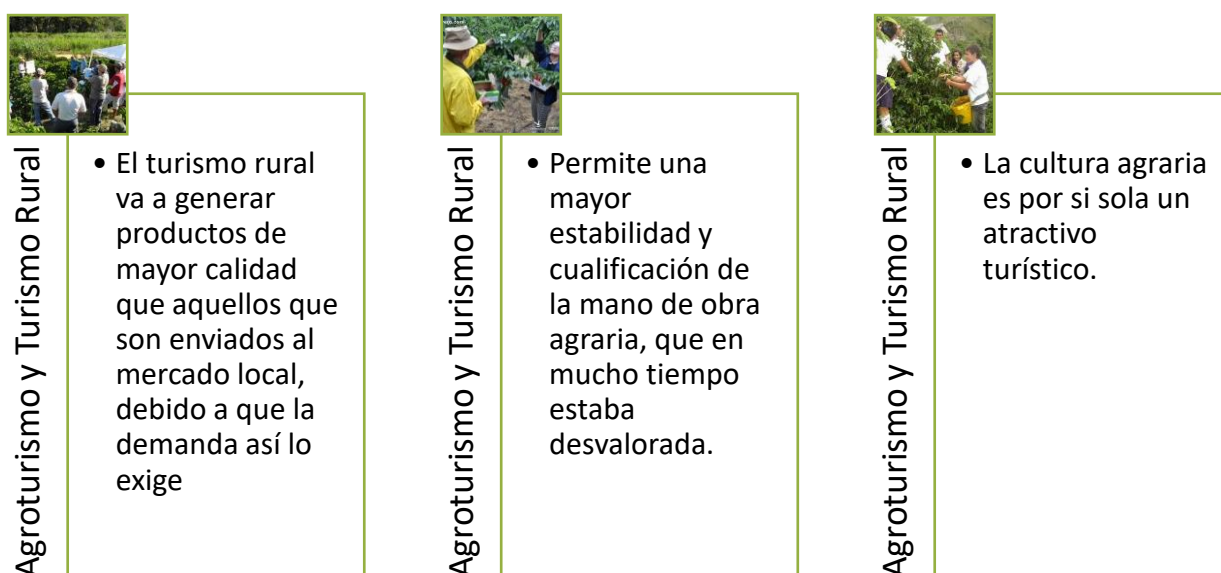 Agroturismo y Turismo Rural
• El turismo rural
va a generar
productos de
mayor calidad
que aquellos que
son enviados al
mercado local,
debido a que la
demanda así lo
exige
Agroturismo y Turismo Rural
• Permite una
mayor
estabilidad y
cualificación de
la mano de obra
agraria, que en
mucho tiempo
estaba
desvalorada.
Agroturismo y Turismo Rural
• La cultura agraria
es por si sola un
atractivo
turístico.